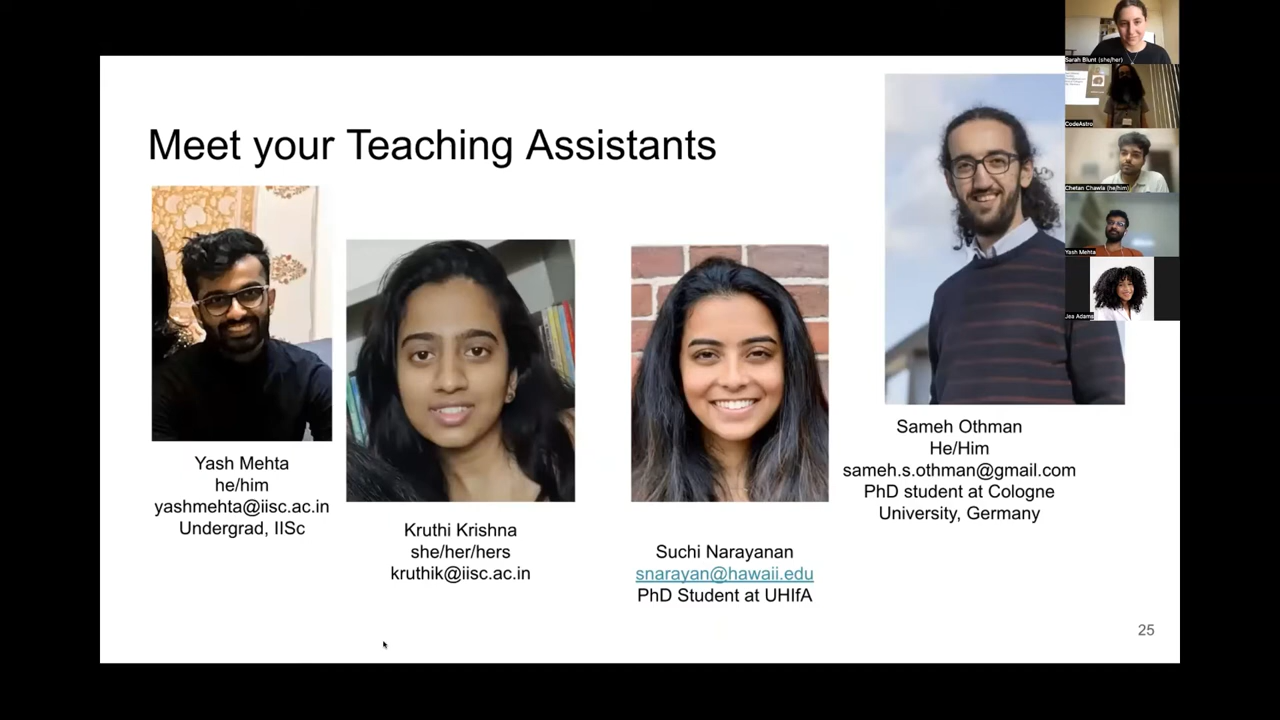 Meet your Teaching Assistants
Yash Mehta
he/him
yashmehta@iisc.ac.in
Undergrad, IISc
Kruthi Krishna
she/her/hers
kruthik@iisc.ac.in
Suchi Narayanan
snarayan@hawaii.edu
PhD Student at UHIfA
Sameh Othman
He/Him
sameh.s.othman@gmail.com
PhD student at Cologne
University, Germany
25
Sarah Blunt (she/her)
CodeAstro
Chetan Chawla (he/him)
Yash Mehta
Jea Adams